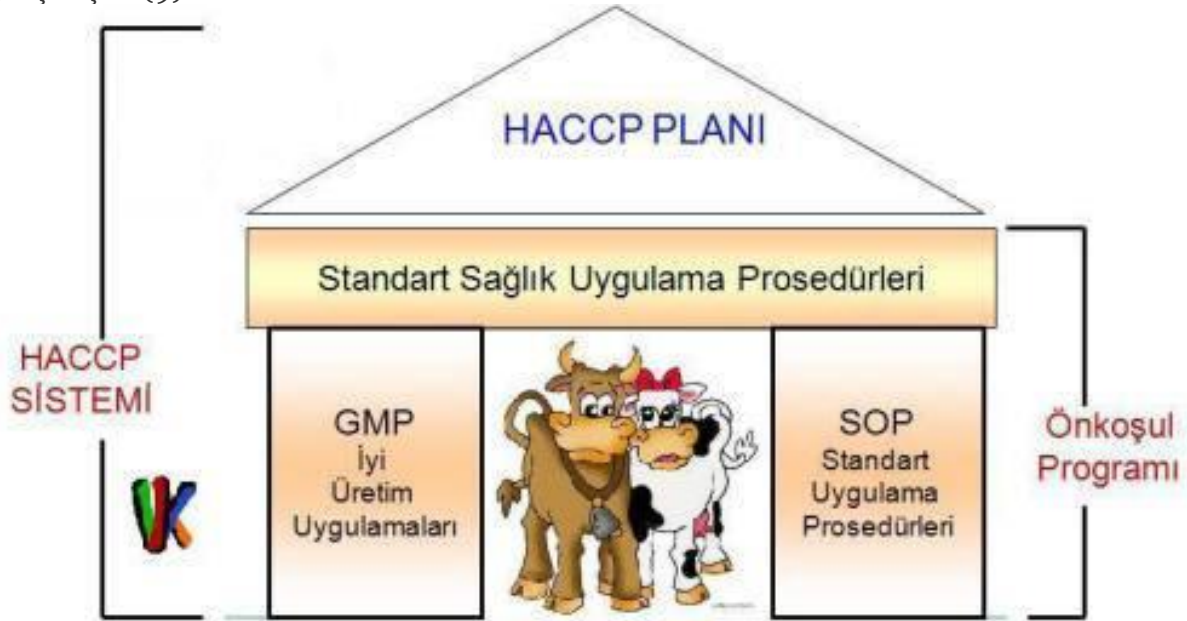 HACCP PLANI
Standart Sağlık Uygulama Prosedürleri
HACCP
SİSTEMİ
GMP
İyi
Üretim
Uygulamaları
SOP
Standart
Uygulama
Prosedürleri
Önkoşul
Programı
VK